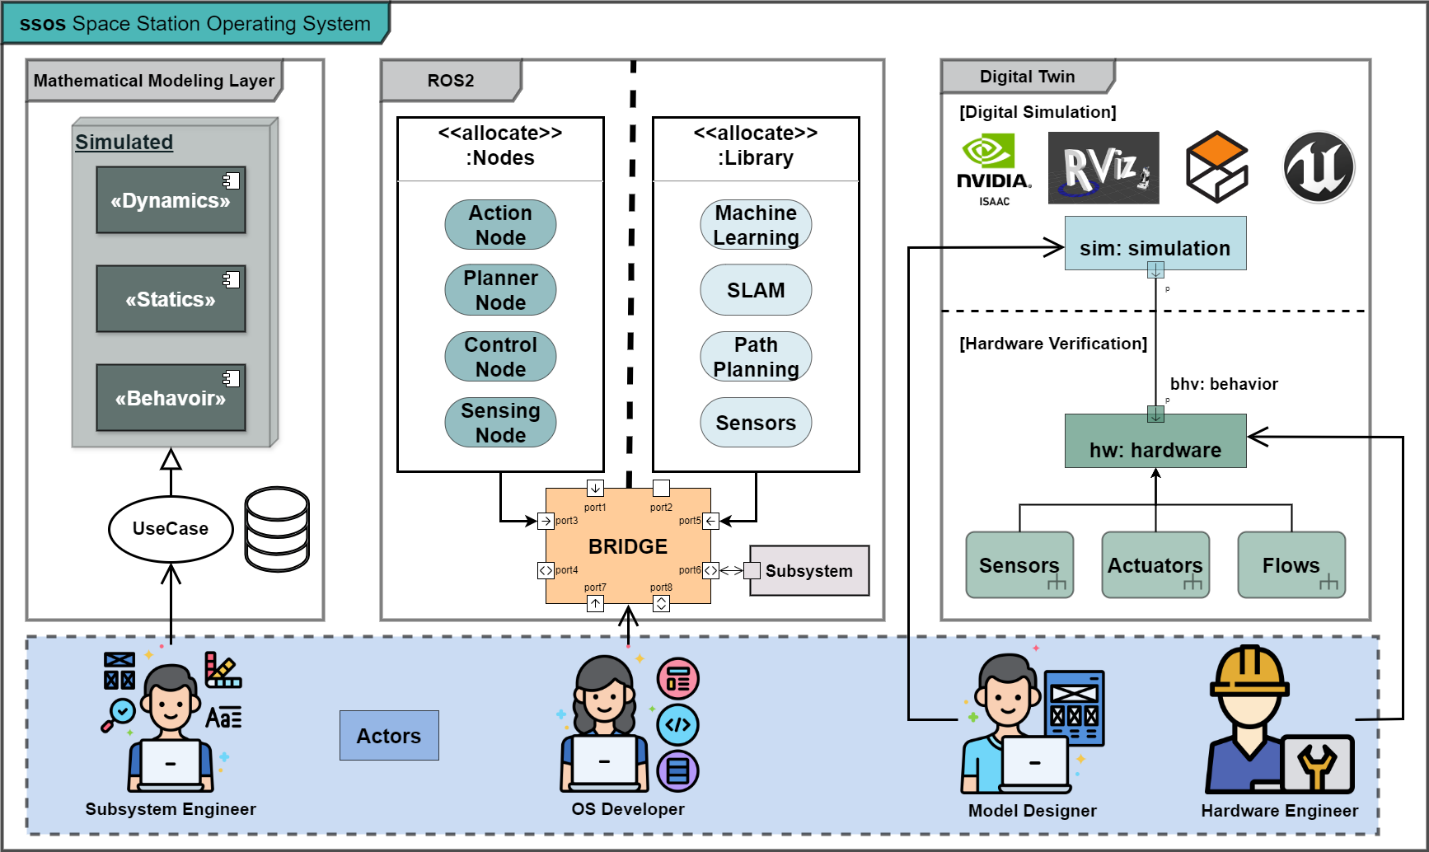 ssos Space Station Operating System
Mathematical Modeling Layer
Simulated
«Dynamics»
«Statics»
«Behavoir»
UseCase
ROS2
<<allocate>>
:Nodes
Action
Node
Planner
Node
Control
Node
Sensing
Node
<<allocate>>
:Library
Machine
Learning
SLAM
Path
Planning
Sensors
port1
port2
port3
port5
BRIDGE
port4
port6
port7
port8
Subsystem
Digital Twin
[Digital Simulation]
NVIDIA.
ISAAC
RViz
sim: simulation
p
[Hardware Verification]
bhv: behavior
p
hw: hardware
Sensors
Actuators
Flows
Aa
Subsystem Engineer
Actors
OS Developer
Model Designer
Hardware Engineer